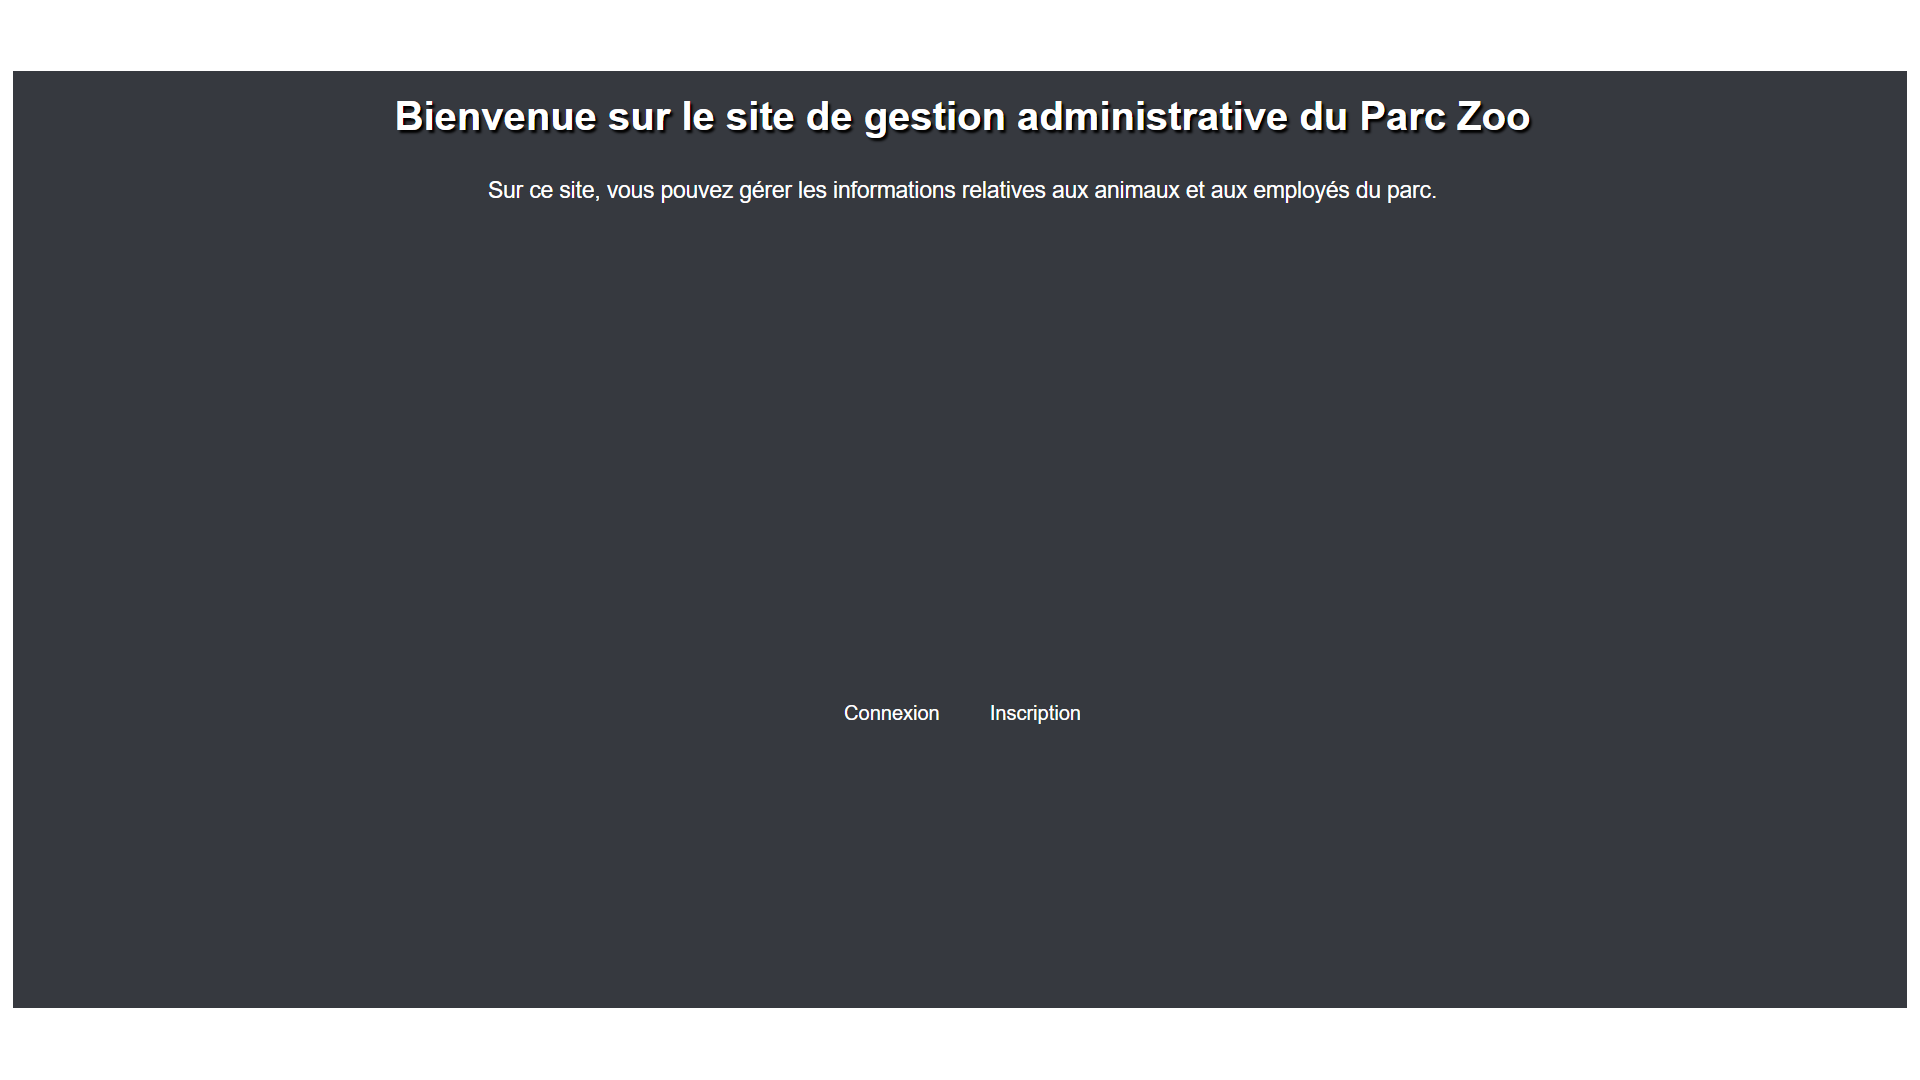 Bienvenue sur le site de gestion administrative du Parc Zoo
Sur ce site, vous pouvez gérer les informations relatives aux animaux et aux employés du parc.
Connexion Inscription